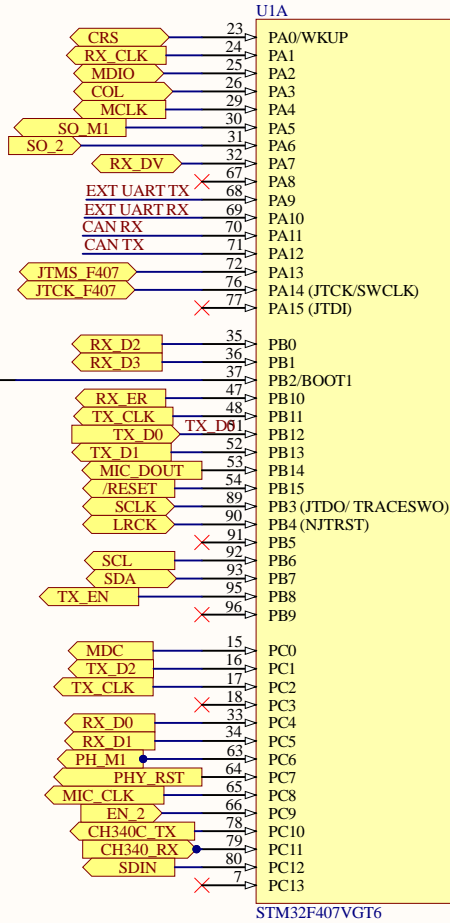 U1A
CRS 23 PA0/WKUP
RX_CLK 24 PA1
MDIO 25 PA2
COL 26 PA3
MCLK 29 PA4
SO_M1 30 PA5
SO_2 31 PA6
RX_DV 32 PA7
67 PA8
EXT UART TX 68 PA9
EXT UART RX 69 PA10
CAN RX 70 PA11
CAN TX 71 PA12
JTMS_F407 72 PA13
JTCK_F407 76 PA14 (JTCK/SWCLK)
77 PA15 (JTDI)
RX_D2 35 PB0
RX_D3 36 PB1
37 PB2/BOOT1
RX_ER 47 PB10
TX_CLK 48 PB11
TX_D0 TX_D0 51 PB12
TX_D1 52 PB13
MIC_DOUT 53 PB14
/RESET 54 PB15
SCLK 89 PB3 (JTDO/ TRACESWO)
LRCK 90 PB4 (NJTRST)
91 PB5
SCL 92 PB6
SDA 93 PB7
TX_EN 95 PB8
96 PB9
MDC 15 PC0
TX_D2 16 PC1
TX_CLK 17 PC2
18 PC3
RX_D0 33 PC4
RX_D1 34 PC5
PH_M1 63 PC6
PHY_RST 64 PC7
MIC_CLK 65 PC8
EN_2 66 PC9
CH340C_TX 78 PC10
CH340_RX 79 PC11
SDIN 80 PC12
7 PC13
STM32F407VGT6